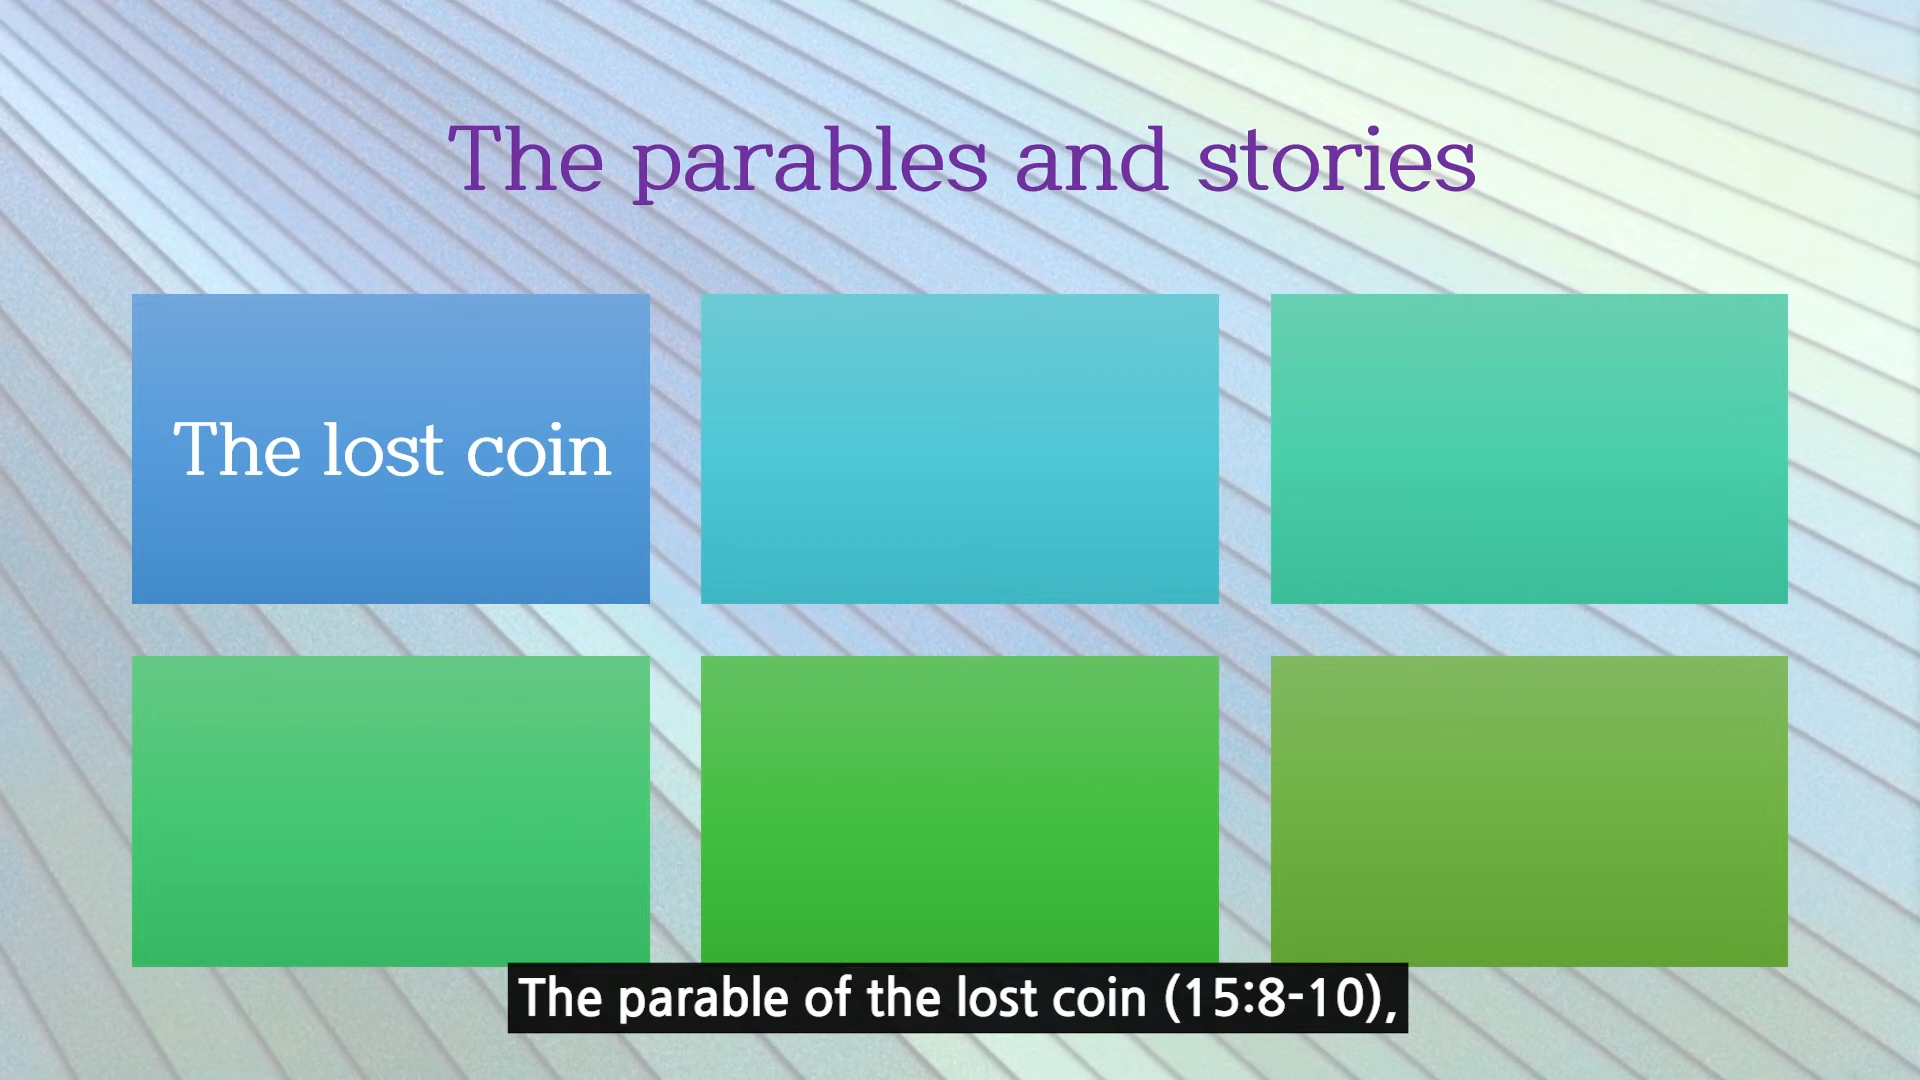 The parables and stories
The lost coin
The parable of the lost coin (15:8-10),